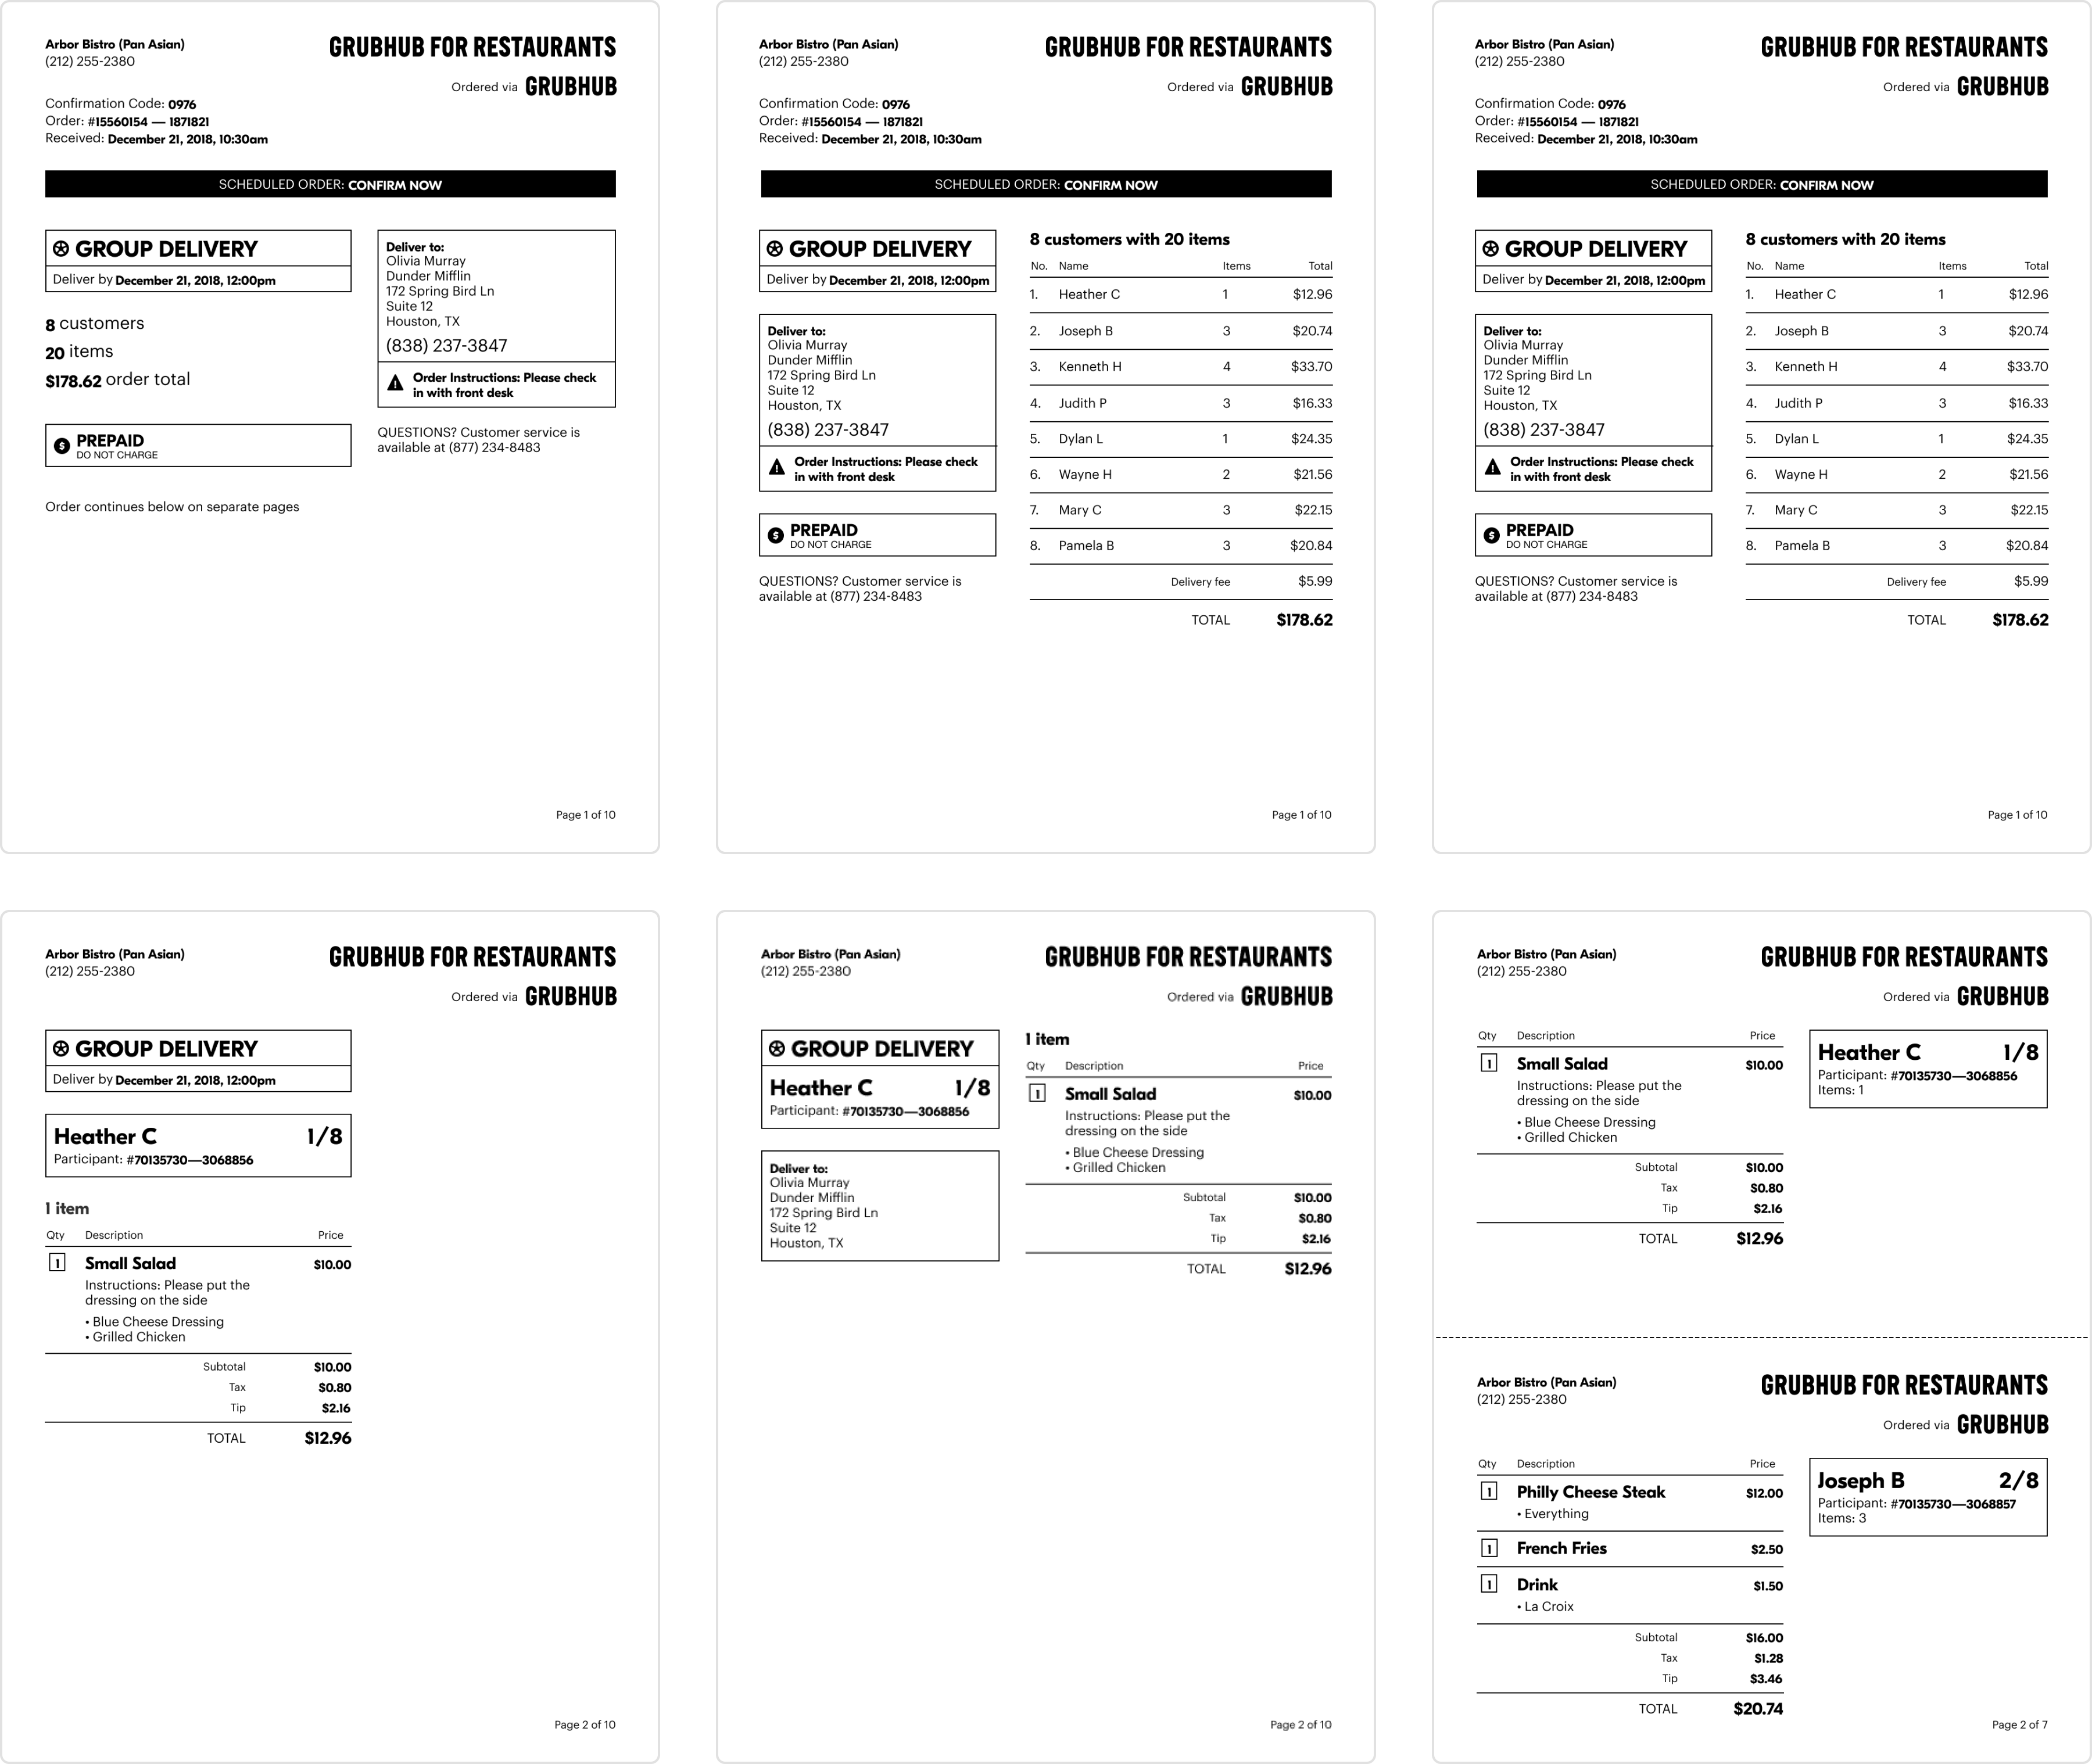 Arbor Bistro (Pan Asian)
(212) 255-2380
GRUBHUB FOR RESTAURANTS
Ordered via GRUBHUB
Confirmation Code: 0976
Order: #15560154 — 1871821
Received: December 21, 2018, 10:30am
SCHEDULED ORDER: CONFIRM NOW
GROUP DELIVERY
Deliver by December 21, 2018, 12:00pm
8 customers
20 items
$178.62 order total
PREPAID
DO NOT CHARGE
Order continues below on separate pages
Deliver to:
Olivia Murray
Dunder Mifflin
172 Spring Bird Ln
Suite 12
Houston, TX
(838) 237-3847
Order Instructions: Please check
in with front desk
QUESTIONS? Customer service is
available at (877) 234-8483
Page 1 of 10
Arbor Bistro (Pan Asian)
(212) 255-2380
GRUBHUB FOR RESTAURANTS
Ordered via GRUBHUB
Confirmation Code: 0976
Order: #15560154 — 1871821
Received: December 21, 2018, 10:30am
SCHEDULED ORDER: CONFIRM NOW
GROUP DELIVERY
Deliver by December 21, 2018, 12:00pm
Deliver to:
Olivia Murray
Dunder Mifflin
172 Spring Bird Ln
Suite 12
Houston, TX
(838) 237-3847
Order Instructions: Please check
in with front desk
PREPAID
DO NOT CHARGE
QUESTIONS? Customer service is
available at (877) 234-8483
8 customers with 20 items
No. Name Items Total
1. Heather C 1 $12.96
2. Joseph B 3 $20.74
3. Kenneth H 4 $33.70
4. Judith P 3 $16.33
5. Dylan L 1 $24.35
6. Wayne H 2 $21.56
7. Mary C 3 $22.15
8. Pamela B 3 $20.84
Delivery fee $5.99
TOTAL $178.62
Page 1 of 10
Arbor Bistro (Pan Asian)
(212) 255-2380
GRUBHUB FOR RESTAURANTS
Ordered via GRUBHUB
Confirmation Code: 0976
Order: #15560154 — 1871821
Received: December 21, 2018, 10:30am
SCHEDULED ORDER: CONFIRM NOW
GROUP DELIVERY
Deliver by December 21, 2018, 12:00pm
Deliver to:
Olivia Murray
Dunder Mifflin
172 Spring Bird Ln
Suite 12
Houston, TX
(838) 237-3847
Order Instructions: Please check
in with front desk
PREPAID
DO NOT CHARGE
QUESTIONS? Customer service is
available at (877) 234-8483
8 customers with 20 items
No. Name Items Total
1. Heather C 1 $12.96
2. Joseph B 3 $20.74
3. Kenneth H 4 $33.70
4. Judith P 3 $16.33
5. Dylan L 1 $24.35
6. Wayne H 2 $21.56
7. Mary C 3 $22.15
8. Pamela B 3 $20.84
Delivery fee $5.99
TOTAL $178.62
Page 1 of 10
Arbor Bistro (Pan Asian)
(212) 255-2380
GRUBHUB FOR RESTAURANTS
Ordered via GRUBHUB
GROUP DELIVERY
Deliver by December 21, 2018, 12:00pm
Heather C 1/8
Participant: #70135730—3068856
1 item
Qty Description Price
1 Small Salad $10.00
Instructions: Please put the
dressing on the side
• Blue Cheese Dressing
• Grilled Chicken
Subtotal $10.00
Tax $0.80
Tip $2.16
TOTAL $12.96
Page 2 of 10
Arbor Bistro (Pan Asian)
(212) 255-2380
GRUBHUB FOR RESTAURANTS
Ordered via GRUBHUB
GROUP DELIVERY
Heather C 1/8
Participant: #70135730—3068856
Deliver to:
Olivia Murray
Dunder Mifflin
172 Spring Bird Ln
Suite 12
Houston, TX
1 item
Qty Description Price
1 Small Salad $10.00
Instructions: Please put the
dressing on the side
• Blue Cheese Dressing
• Grilled Chicken
Subtotal $10.00
Tax $0.80
Tip $2.16
TOTAL $12.96
Page 2 of 10
Arbor Bistro (Pan Asian)
(212) 255-2380
GRUBHUB FOR RESTAURANTS
Ordered via GRUBHUB
Qty Description Price
1 Small Salad $10.00
Instructions: Please put the
dressing on the side
• Blue Cheese Dressing
• Grilled Chicken
Subtotal $10.00
Tax $0.80
Tip $2.16
TOTAL $12.96
Heather C 1/8
Participant: #70135730—3068856
Items: 1
Arbor Bistro (Pan Asian)
(212) 255-2380
GRUBHUB FOR RESTAURANTS
Ordered via GRUBHUB
Qty Description Price
1 Philly Cheese Steak $12.00
• Everything
1 French Fries $2.50
1 Drink $1.50
• La Croix
Subtotal $16.00
Tax $1.28
Tip $3.46
TOTAL $20.74
Joseph B 2/8
Participant: #70135730—3068857
Items: 3
Page 2 of 7